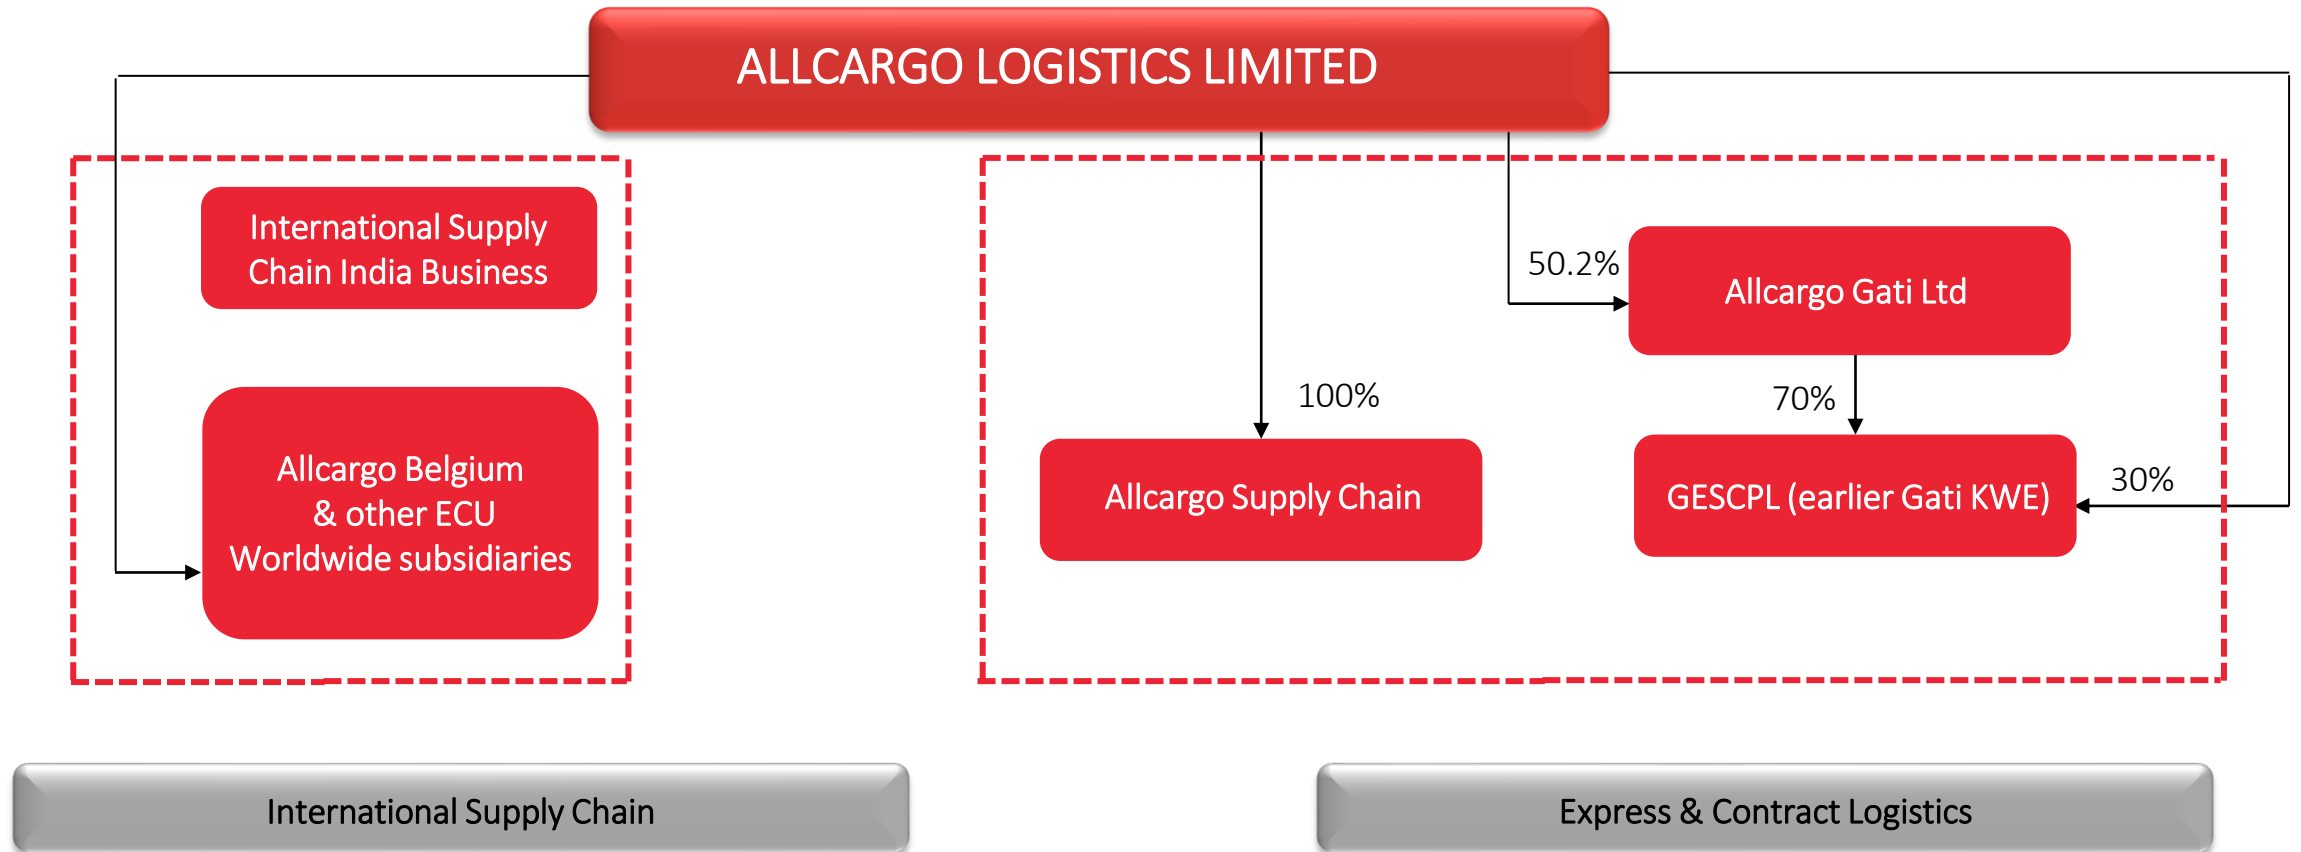 ALLCARGO LOGISTICS LIMITED
International Supply
Chain India Business
Allcargo Belgium
& other ECU
Worldwide subsidiaries
50.2%
Allcargo Gati Ltd
100%
70%
Allcargo Supply Chain
GESCPL (earlier Gati KWE)
30%
International Supply Chain
Express & Contract Logistics